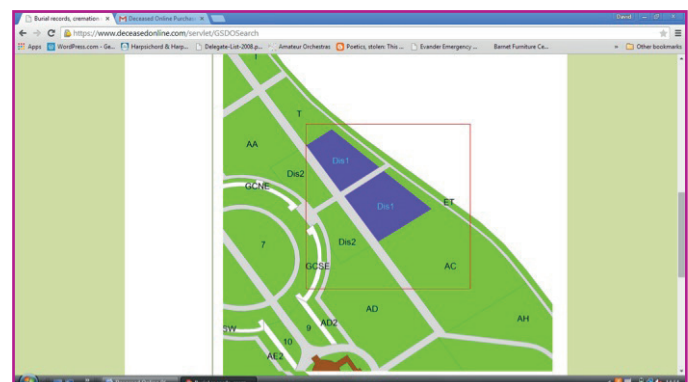 Burial records, cremation
Deceased Online Purchas
David
https://www.deceasedonline.com/servlet/GSDOSearch
Apps WordPress.com - Ge... Harpsichord & Harp... Delegate-List-2008.p... Amateur Orchestras Poetics, stolen: This ... Evander Emergency ... Barnet Furniture Ce... » Other bookmarks
T
AA
Dis1
Dis2
GCNE
Dis1
ET
7
Dis2
GCSE
AC
AD
AH
AD2
SW
9
10
AE2